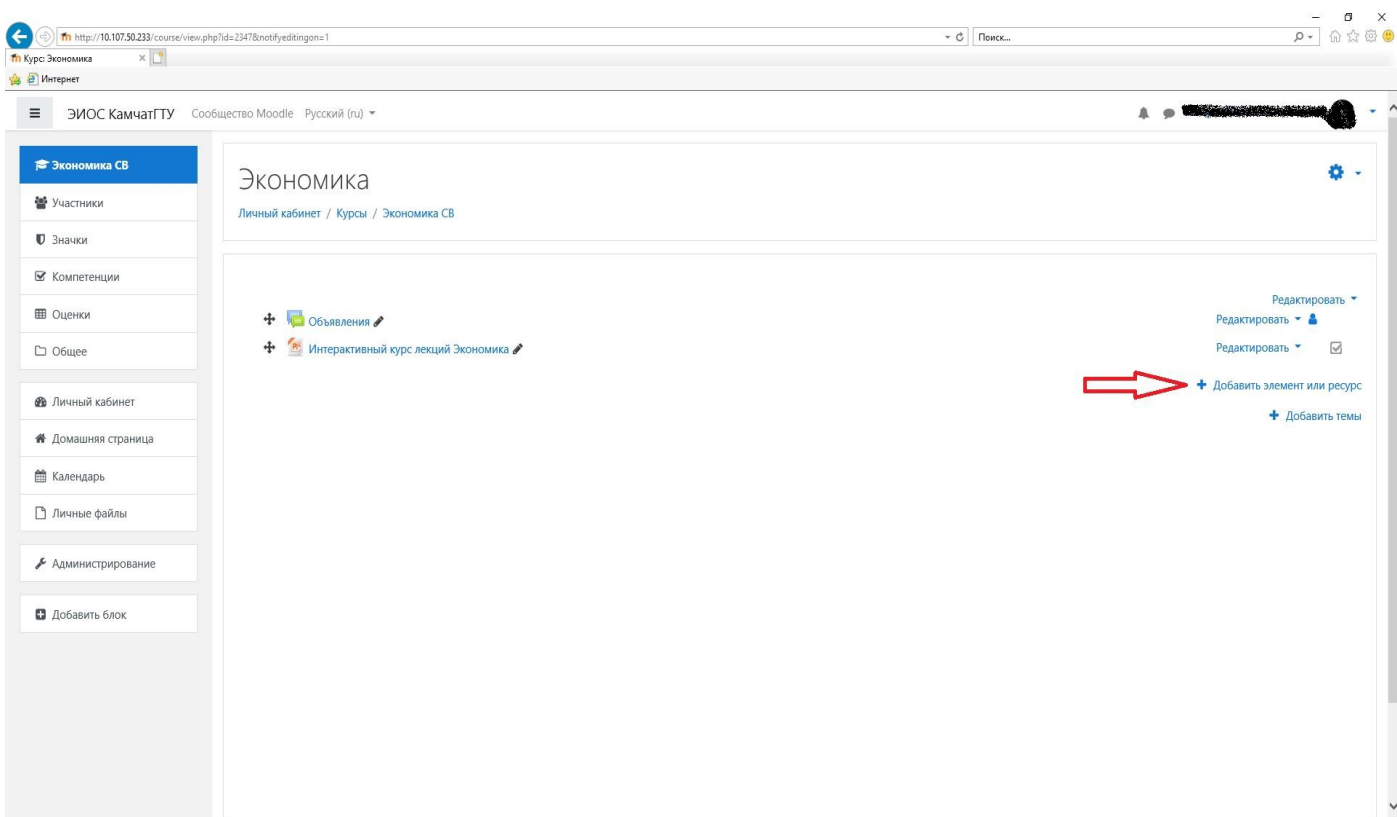 http://10.107.50.233/course/view.php?id=2347&notifyeditingon=1
Поиск...
Курс: Экономика
Интернет
ЭИОС КамчатГТУ Сообщество Moodle Русский (ru)
Экономика СВ
Участники
Значки
Компетенции
Оценки
Общее
Личный кабинет
Домашняя страница
Календарь
Личные файлы
Администрирование
Добавить блок
Экономика
Личный кабинет / Курсы / Экономика СВ
Редактировать
Объявления
Редактировать
Интерактивный курс лекций Экономика
Редактировать
Добавить элемент или ресурс
Добавить темы